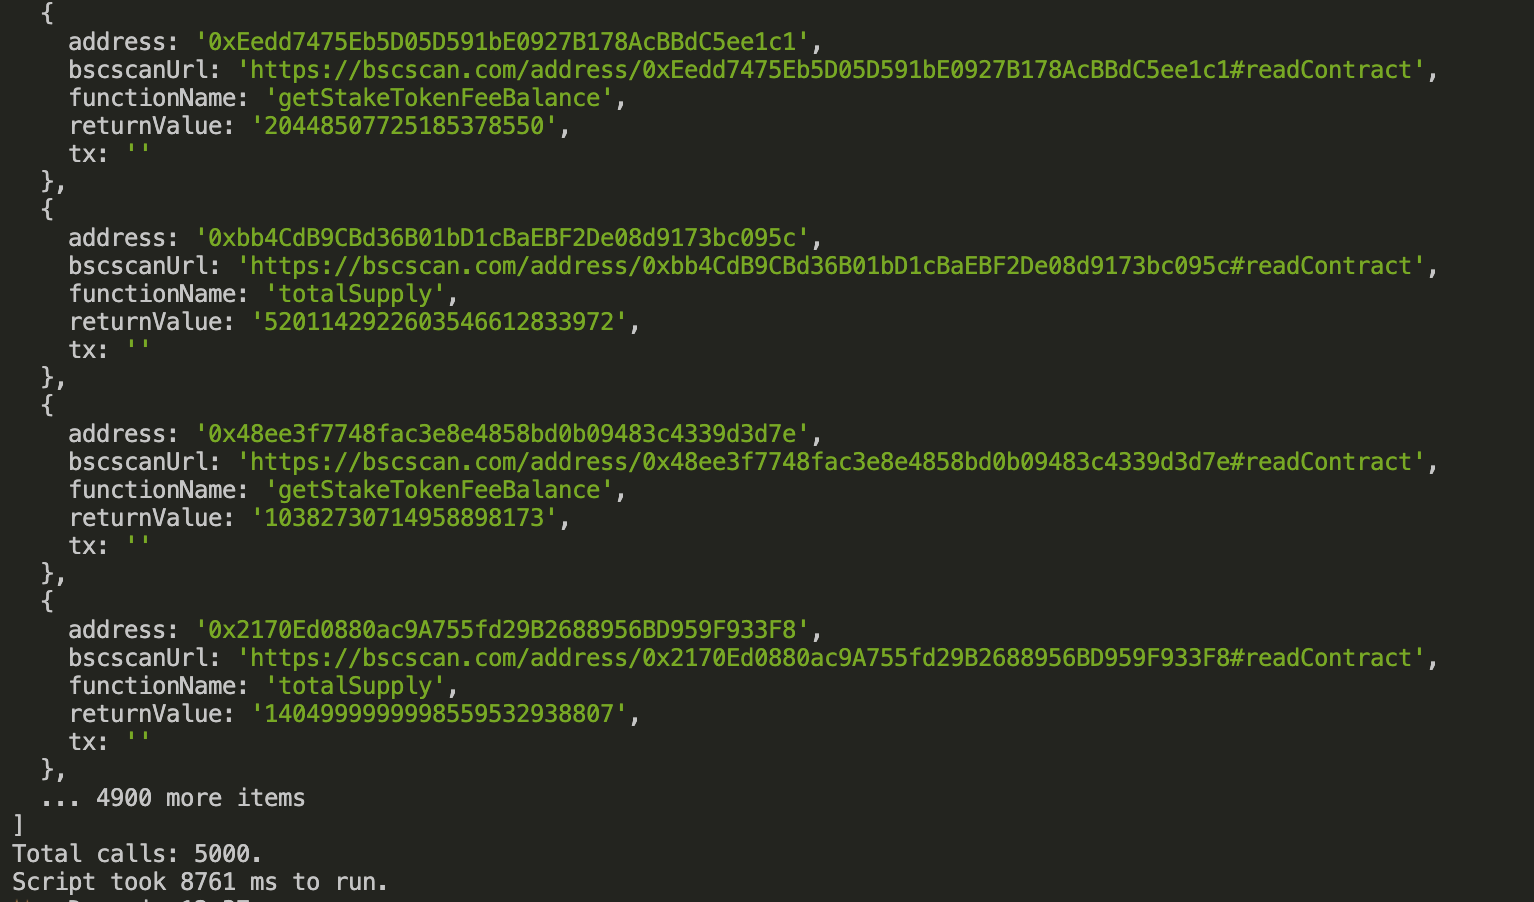 {
address: '0xEedd7475Eb5D05D591bE0927B178AcBBdC5ee1c1',
bscscanUrl: 'https://bscscan.com/address/0xEedd7475Eb5D05D591bE0927B178AcBBdC5ee1c1#readContract',
functionName: 'getStakeTokenFeeBalance',
returnValue: '20448507725185378550',
tx: ''
},
{
address: '0xbb4CdB9CBd36B01bD1cBaEBF2De08d9173bc095c',
bscscanUrl: 'https://bscscan.com/address/0xbb4CdB9CBd36B01bD1cBaEBF2De08d9173bc095c#readContract',
functionName: 'totalSupply',
returnValue: '5201142922603546612833972',
tx: ''
},
{
address: '0x48ee3f7748fac3e8e4858bd0b09483c4339d3d7e',
bscscanUrl: 'https://bscscan.com/address/0x48ee3f7748fac3e8e4858bd0b09483c4339d3d7e#readContract',
functionName: 'getStakeTokenFeeBalance',
returnValue: '10382730714958898173',
tx: ''
},
{
address: '0x2170Ed0880ac9A755fd29B2688956BD959F933F8',
bscscanUrl: 'https://bscscan.com/address/0x2170Ed0880ac9A755fd29B2688956BD959F933F8#readContract',
functionName: 'totalSupply',
returnValue: '1404999999998559532938807',
tx: ''
},
... 4900 more items
]
Total calls: 5000.
Script took 8761 ms to run.